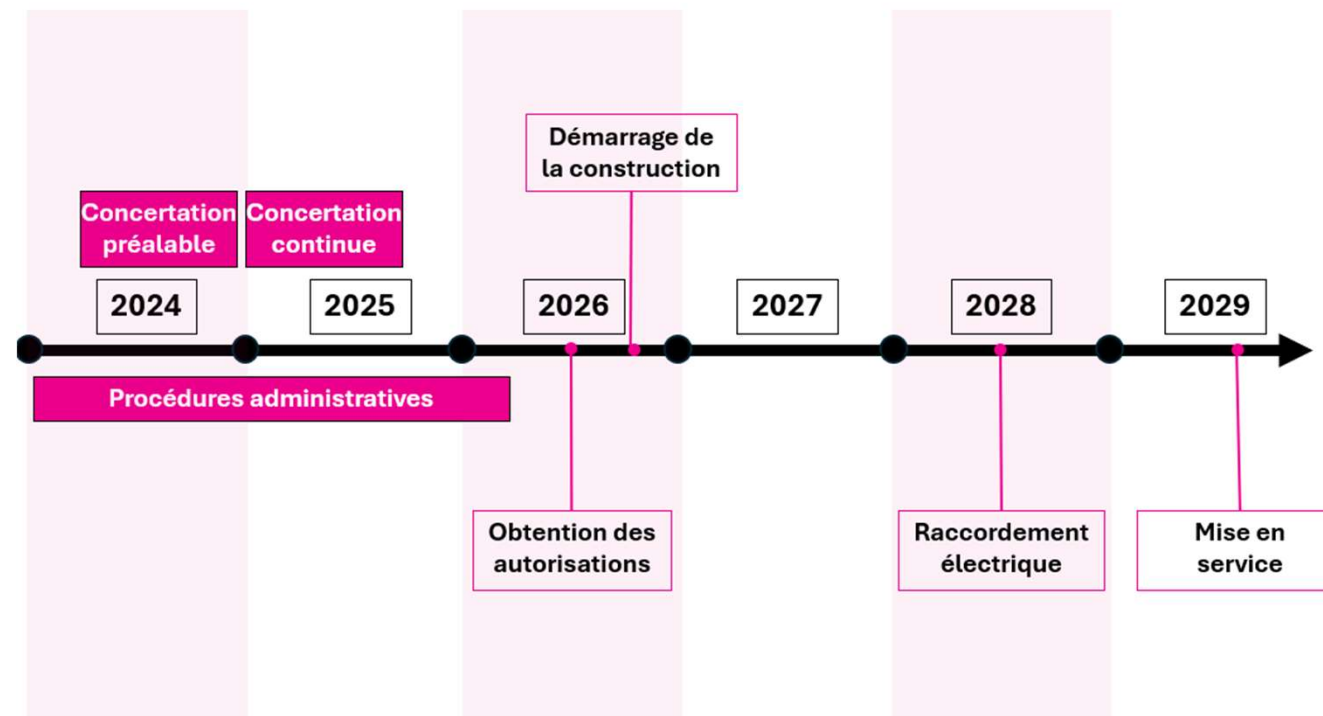 Démarrage de
la construction
Concertation
préalable
Concertation
continue
2024
2025
2026
2027
2028
2029
Procédures administratives
Obtention des
autorisations
Raccordement
électrique
Mise en
service